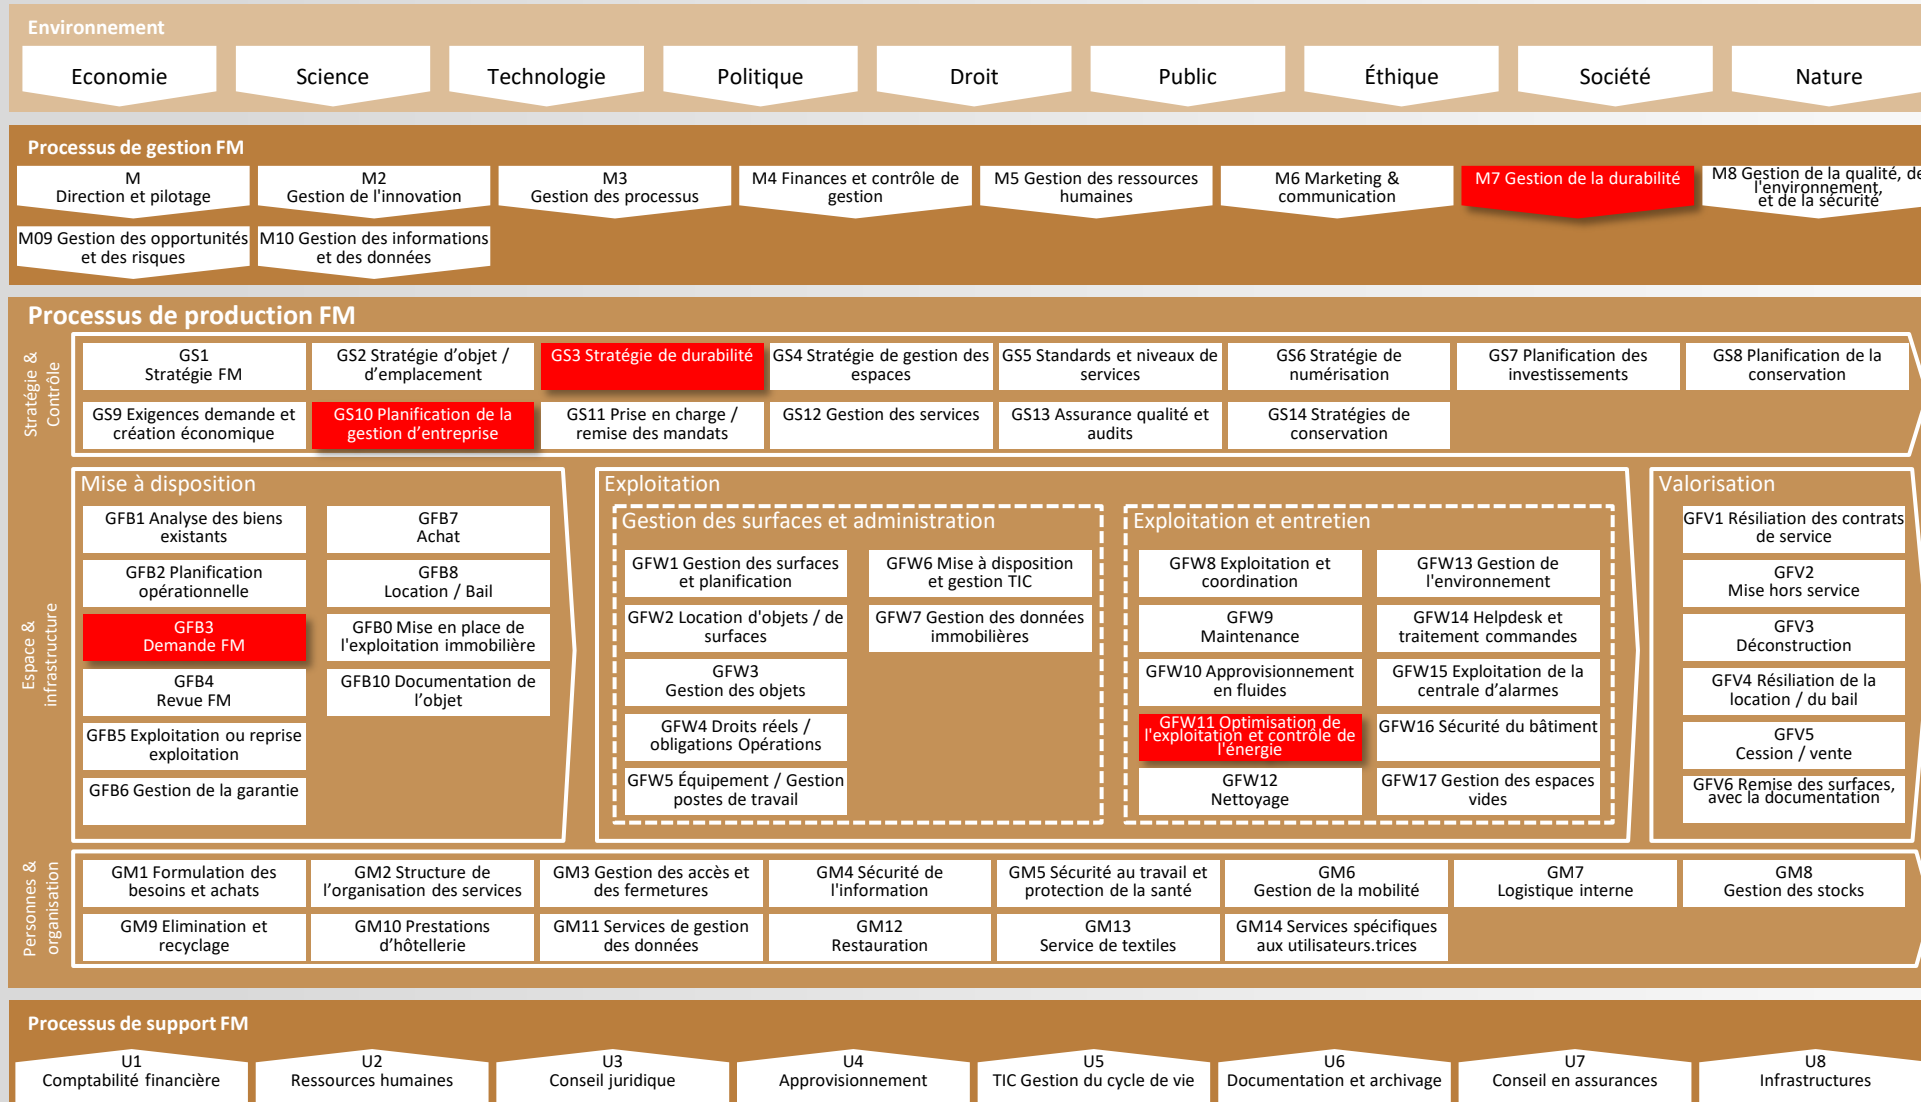 Environnement
Economie
Science
Technologie
Politique
Droit
Public
Éthique
Société
Nature
Processus de gestion FM
M
Direction et pilotage
M2
Gestion de l'innovation
M3
Gestion des processus
M4 Finances et contrôle de
gestion
M5 Gestion des ressources
humaines
M6 Marketing &
communication
M7 Gestion de la durabilité
M8 Gestion de la qualité, de
l'environnement,
et de la sécurité
M09 Gestion des opportunités
et des risques
M10 Gestion des informations
et des données
Processus de production FM
Stratégie &
Contrôle
GS1
Stratégie FM
GS2 Stratégie d’objet /
d’emplacement
GS3 Stratégie de durabilité
GS4 Stratégie de gestion des
espaces
GS5 Standards et niveaux de
services
GS6 Stratégie de
numérisation
GS7 Planification des
investissements
GS8 Planification de la
conservation
GS9 Exigences demande et
création économique
GS10 Planification de la
gestion d’entreprise
GS11 Prise en charge /
remise des mandats
GS12 Gestion des services
GS13 Assurance qualité et
audits
GS14 Stratégies de
conservation
Espace &
infrastructure
Mise à disposition
GFB1 Analyse des biens
existants
GFB2 Planification
opérationnelle
GFB3
Demande FM
GFB4
Revue FM
GFB5 Exploitation ou reprise
exploitation
GFB6 Gestion de la garantie
GFB7
Achat
GFB8
Location / Bail
GFB0 Mise en place de
l'exploitation immobilière
GFB10 Documentation de
l’objet
Exploitation
Gestion des surfaces et administration
GFW1 Gestion des surfaces
et planification
GFW2 Location d'objets / de
surfaces
GFW3
Gestion des objets
GFW4 Droits réels /
obligations Opérations
GFW5 Équipement / Gestion
postes de travail
GFW6 Mise à disposition
et gestion TIC
GFW7 Gestion des données
immobilières
Exploitation et entretien
GFW8 Exploitation et
coordination
GFW9
Maintenance
GFW10 Approvisionnement
en fluides
GFW11 Optimisation de
l'exploitation et contrôle de
l'énergie
GFW12
Nettoyage
GFW13 Gestion de
l'environnement
GFW14 Helpdesk et
traitement commandes
GFW15 Exploitation de la
centrale d’alarmes
GFW16 Sécurité du bâtiment
GFW17 Gestion des espaces
vides
Valorisation
GFV1 Résiliation des contrats
de service
GFV2
Mise hors service
GFV3
Déconstruction
GFV4 Résiliation de la
location / du bail
GFV5
Cession / vente
GFV6 Remise des surfaces,
avec la documentation
Personnes &
organisation
GM1 Formulation des
besoins et achats
GM2 Structure de
l’organisation des services
GM3 Gestion des accès et
des fermetures
GM4 Sécurité de
l'information
GM5 Sécurité au travail et
protection de la santé
GM6
Gestion de la mobilité
GM7
Logistique interne
GM8
Gestion des stocks
GM9 Elimination et
recyclage
GM10 Prestations
d’hôtellerie
GM11 Services de gestion
des données
GM12
Restauration
GM13
Service de textiles
GM14 Services spécifiques
aux utilisateurs.trices
Processus de support FM
U1
Comptabilité financière
U2
Ressources humaines
U3
Conseil juridique
U4
Approvisionnement
U5
TIC Gestion du cycle de vie
U6
Documentation et archivage
U7
Conseil en assurances
U8
Infrastructures